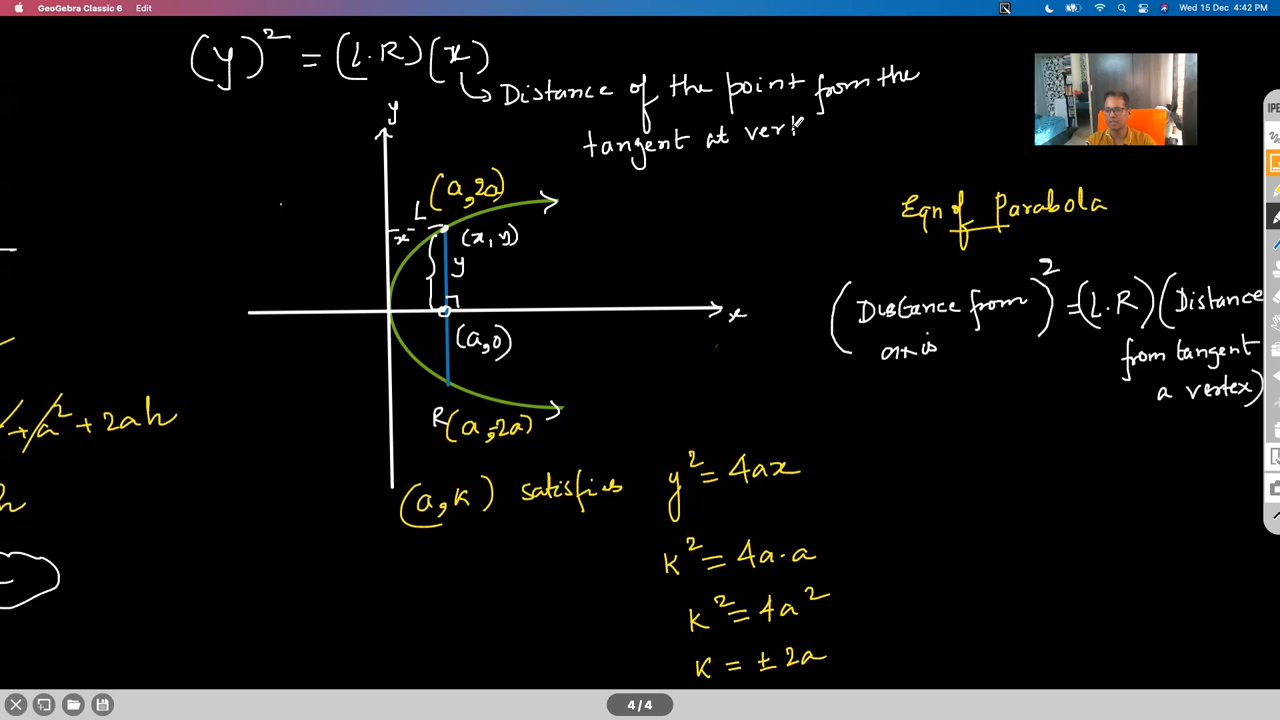 GeoGebra Classic 6 Edit
Wed 15 Dec 4:42 PM
(y)² = (L.R)(x)
Distance of the point from the
tangent at vert
y
(a,2a)
L
x
(x, y)
y
x
(a,0)
R(a,-2a)
Eqn of Parabola
(Distance from axis)² = (L.R)(Distance
from tangent
a vertex)
+a²+2ah
(a,k) satisfies y² = 4ax
k² = 4a·a
k² = 4a²
k = ± 2a
4/4